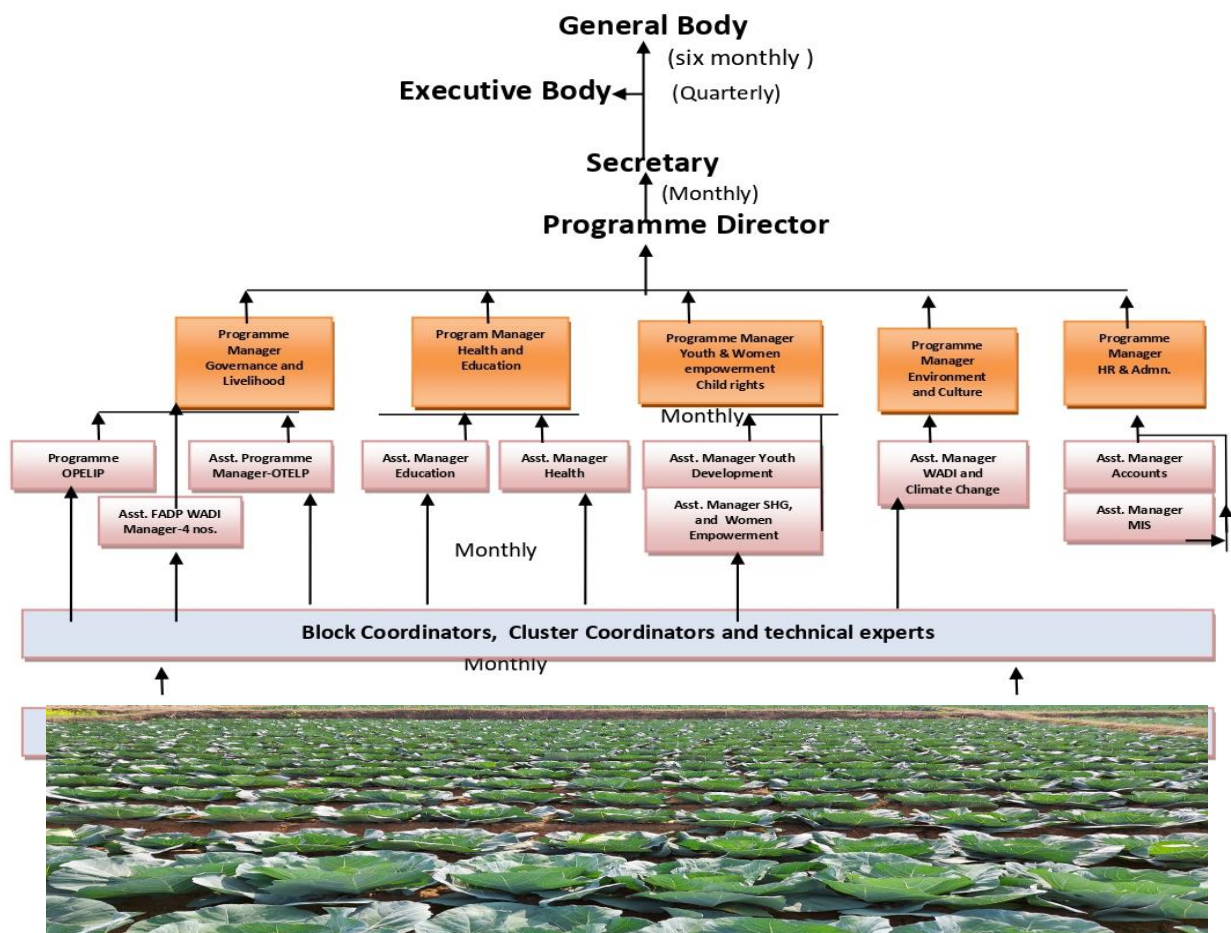 General Body
(six monthly )
Executive Body
(Quarterly)
Secretary
(Monthly)
Programme Director
Programme
Manager
Governance and
Livelihood
Program Manager
Health and
Education
Programme Manager
Youth & Women
empowerment
Child rights
Programme
Manager
Environment
and Culture
Programme
Manager
HR & Admn.
Monthly
Programme
OPELIP
Asst. Programme
Manager-OTELP
Asst. Manager
Education
Asst. Manager
Health
Asst. Manager Youth
Development
Asst. Manager
WADI and
Climate Change
Asst. Manager
Accounts
Asst. FADP WADI
Manager-4 nos.
Asst. Manager SHG,
and Women
Empowerment
Asst. Manager
MIS
Monthly
Block Coordinators, Cluster Coordinators and technical experts
Monthly